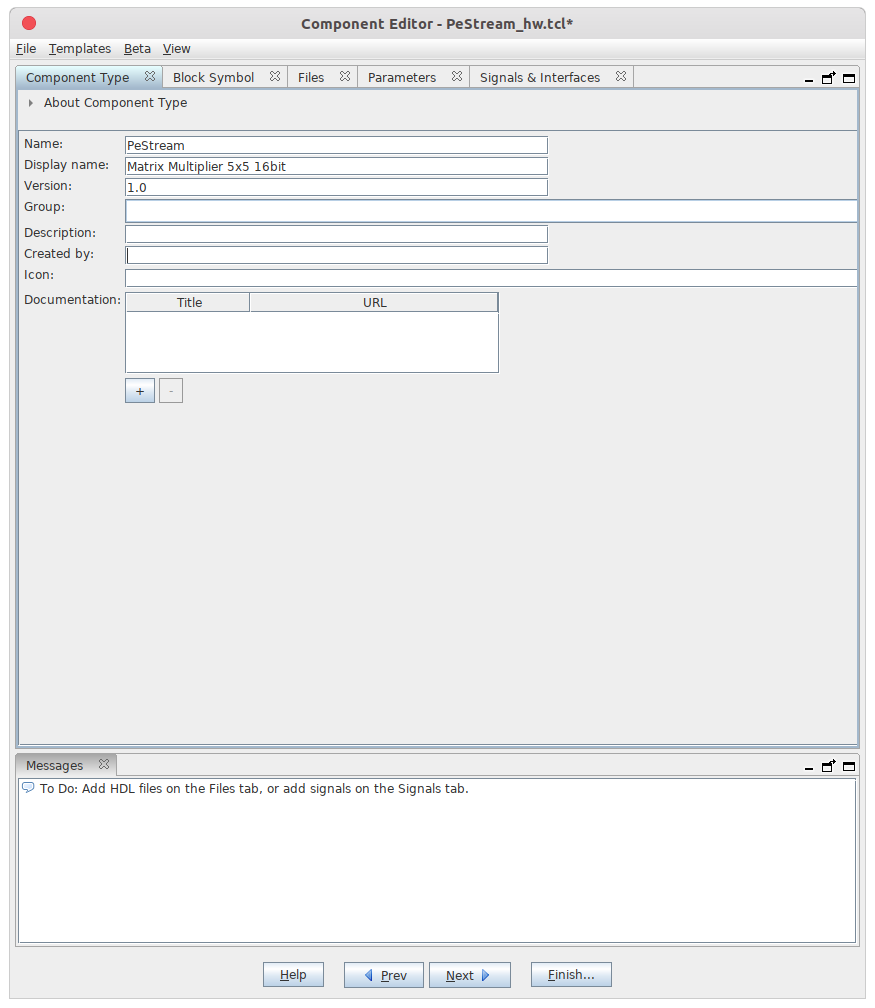 Component Editor - PeStream_hw.tcl*
File Templates Beta View
Component Type Block Symbol Files Parameters Signals & Interfaces
About Component Type
Name: PeStream
Display name: Matrix Multiplier 5x5 16bit
Version: 1.0
Group:
Description:
Created by:
Icon:
Documentation: Title URL
+ -
Messages
To Do: Add HDL files on the Files tab, or add signals on the Signals tab.
Help Prev Next Finish...